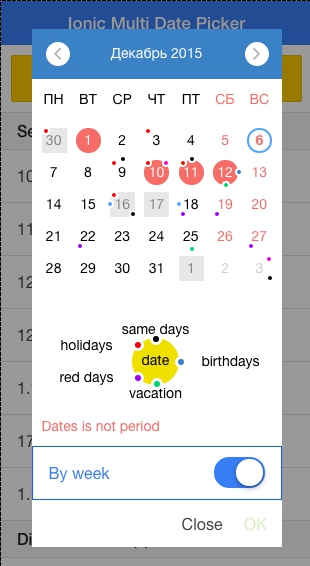 Ionic Multi Date Picker
Декабрь 2015
ПН ВТ СР ЧТ ПТ СБ ВС
30 1 2 3 4 5 6
7 8 9 10 11 12 13
14 15 16 17 18 19 20
21 22 23 24 25 26 27
28 29 30 31 1 2 3
same days
holidays
date
birthdays
red days
vacation
Dates is not period
By week
Close OK